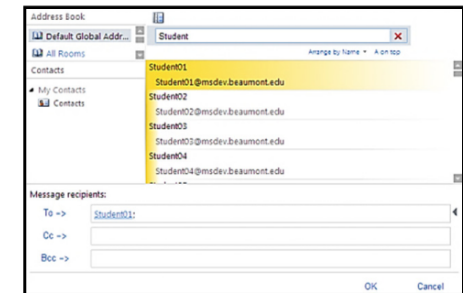 Address Book
Default Global Addr...
All Rooms
Contacts
My Contacts
Contacts
Student
Arrange by Name A on top
Student01
Student01@msdev.beaumont.edu
Student02
Student02@msdev.beaumont.edu
Student03
Student03@msdev.beaumont.edu
Student04
Student04@msdev.beaumont.edu
Message recipients:
To -> Student01;
Cc ->
Bcc ->
OK Cancel